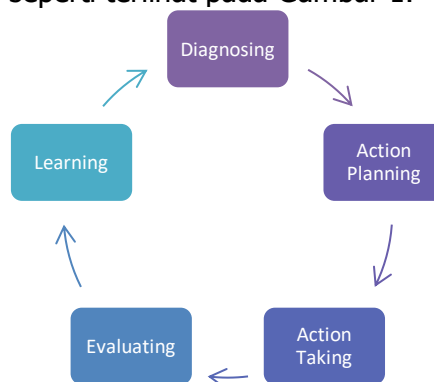 seperti terlihat pada Gambar 1.
Diagnosing
Action
Planning
Action
Taking
Evaluating
Learning